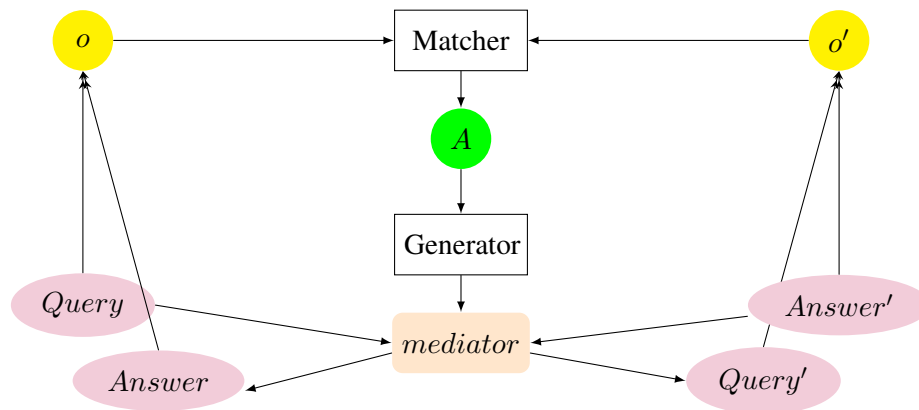 o
Matcher
o′
A
Generator
Query
Answer′
mediator
Answer
Query′